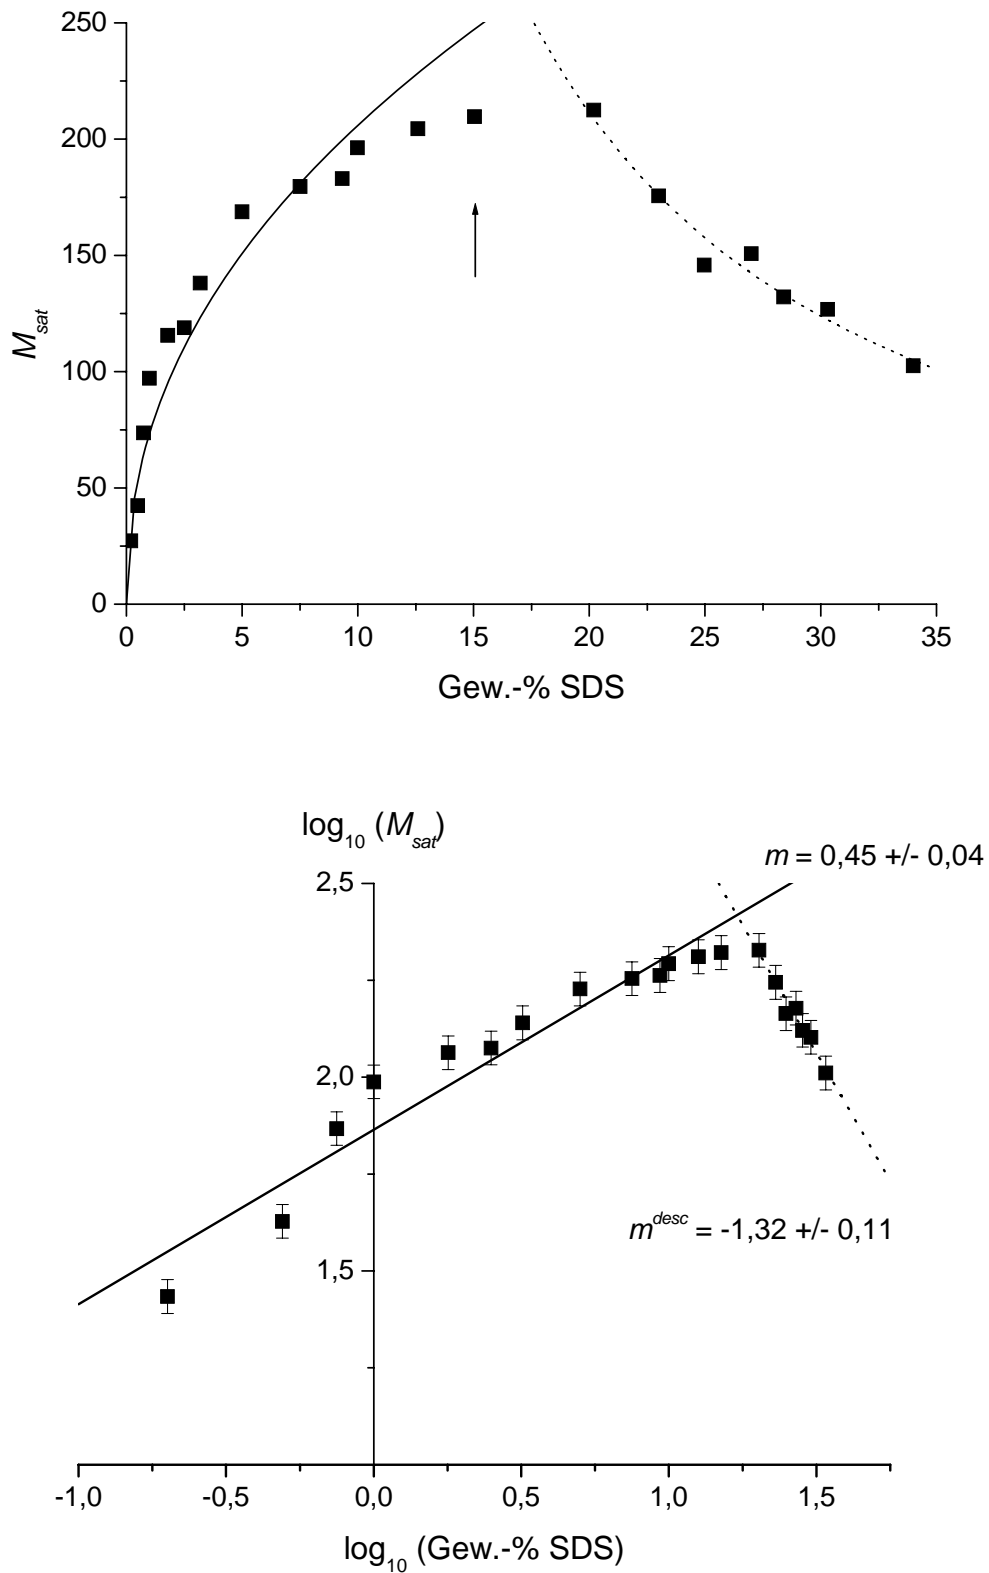 250
200
150
100
50
0
M_sat
0 5 10 15 20 25 30 35
Gew.-% SDS
log₁₀ (M_sat)
m = 0,45 +/- 0,04
2,5
2,0
m^desc = -1,32 +/- 0,11
1,5
-1,0 -0,5 0,0 0,5 1,0 1,5
log₁₀ (Gew.-% SDS)